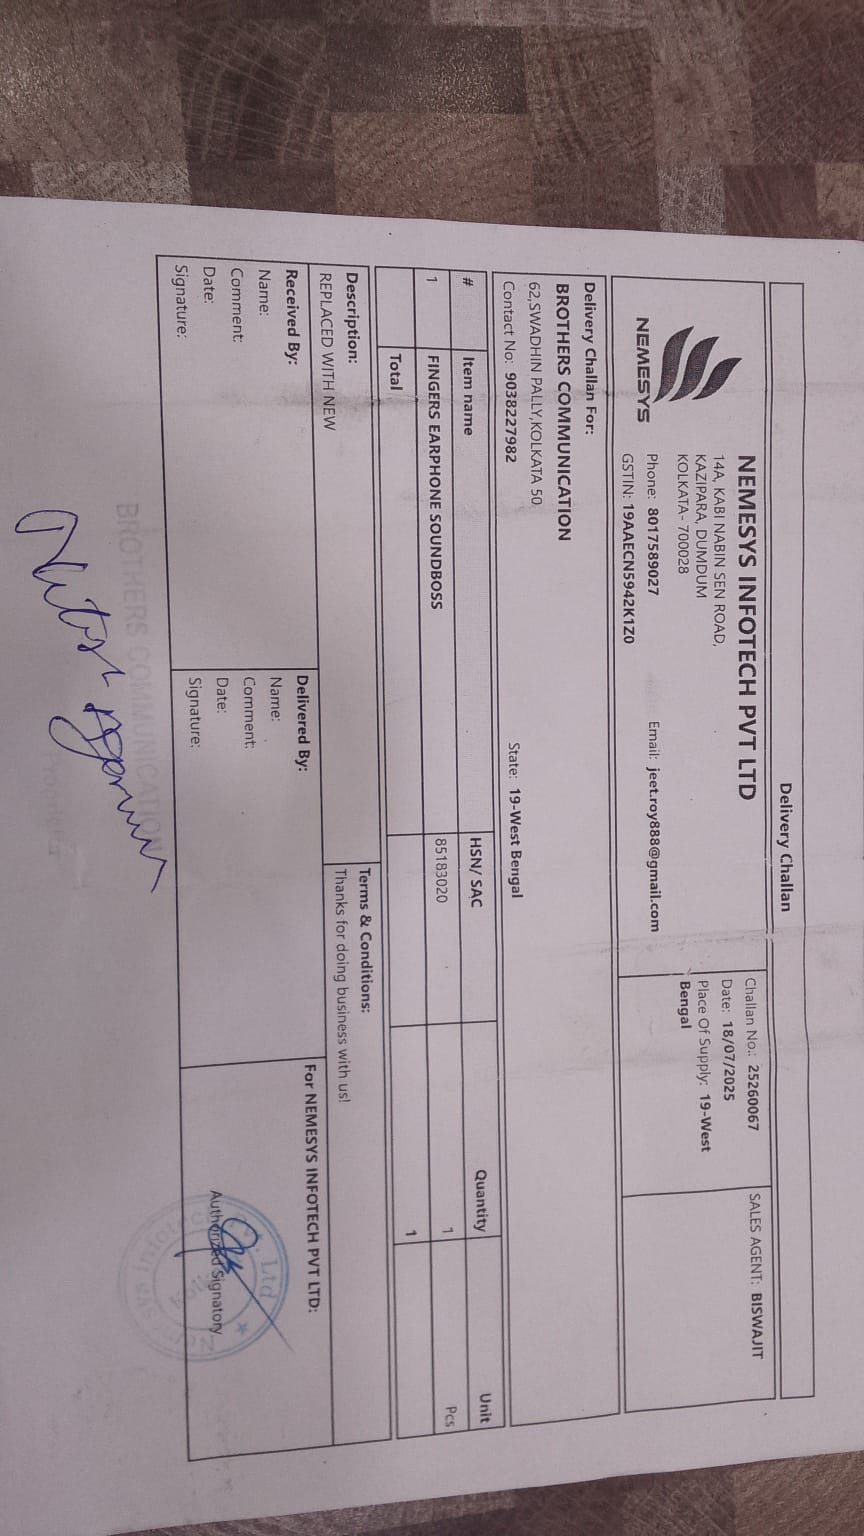 Delivery Challan
NEMESYS
NEMESYS INFOTECH PVT LTD
14A, KABI NABIN SEN ROAD,
KAZIPARA, DUMDUM
KOLKATA- 700028
Phone: 8017589027 Email: jeet.roy888@gmail.com
GSTIN: 19AAECN5942K1Z0
Challan No.: 25260067
Date: 18/07/2025
Place Of Supply: 19-West
Bengal
SALES AGENT: BISWAJIT
Delivery Challan For:
BROTHERS COMMUNICATION
62,SWADHIN PALLY,KOLKATA 50
Contact No: 9038227982 State: 19-West Bengal
# Item name HSN/ SAC Quantity Unit
1 FINGERS EARPHONE SOUNDBOSS 85183020 1 Pcs
Total 1
Description:
REPLACED WITH NEW
Terms & Conditions:
Thanks for doing business with us!
Received By:
Name:
Comment:
Date:
Signature:
Delivered By:
Name:
Comment:
Date:
Signature:
For NEMESYS INFOTECH PVT LTD:
Authorized Signatory
BROTHERS COMMUNICATION